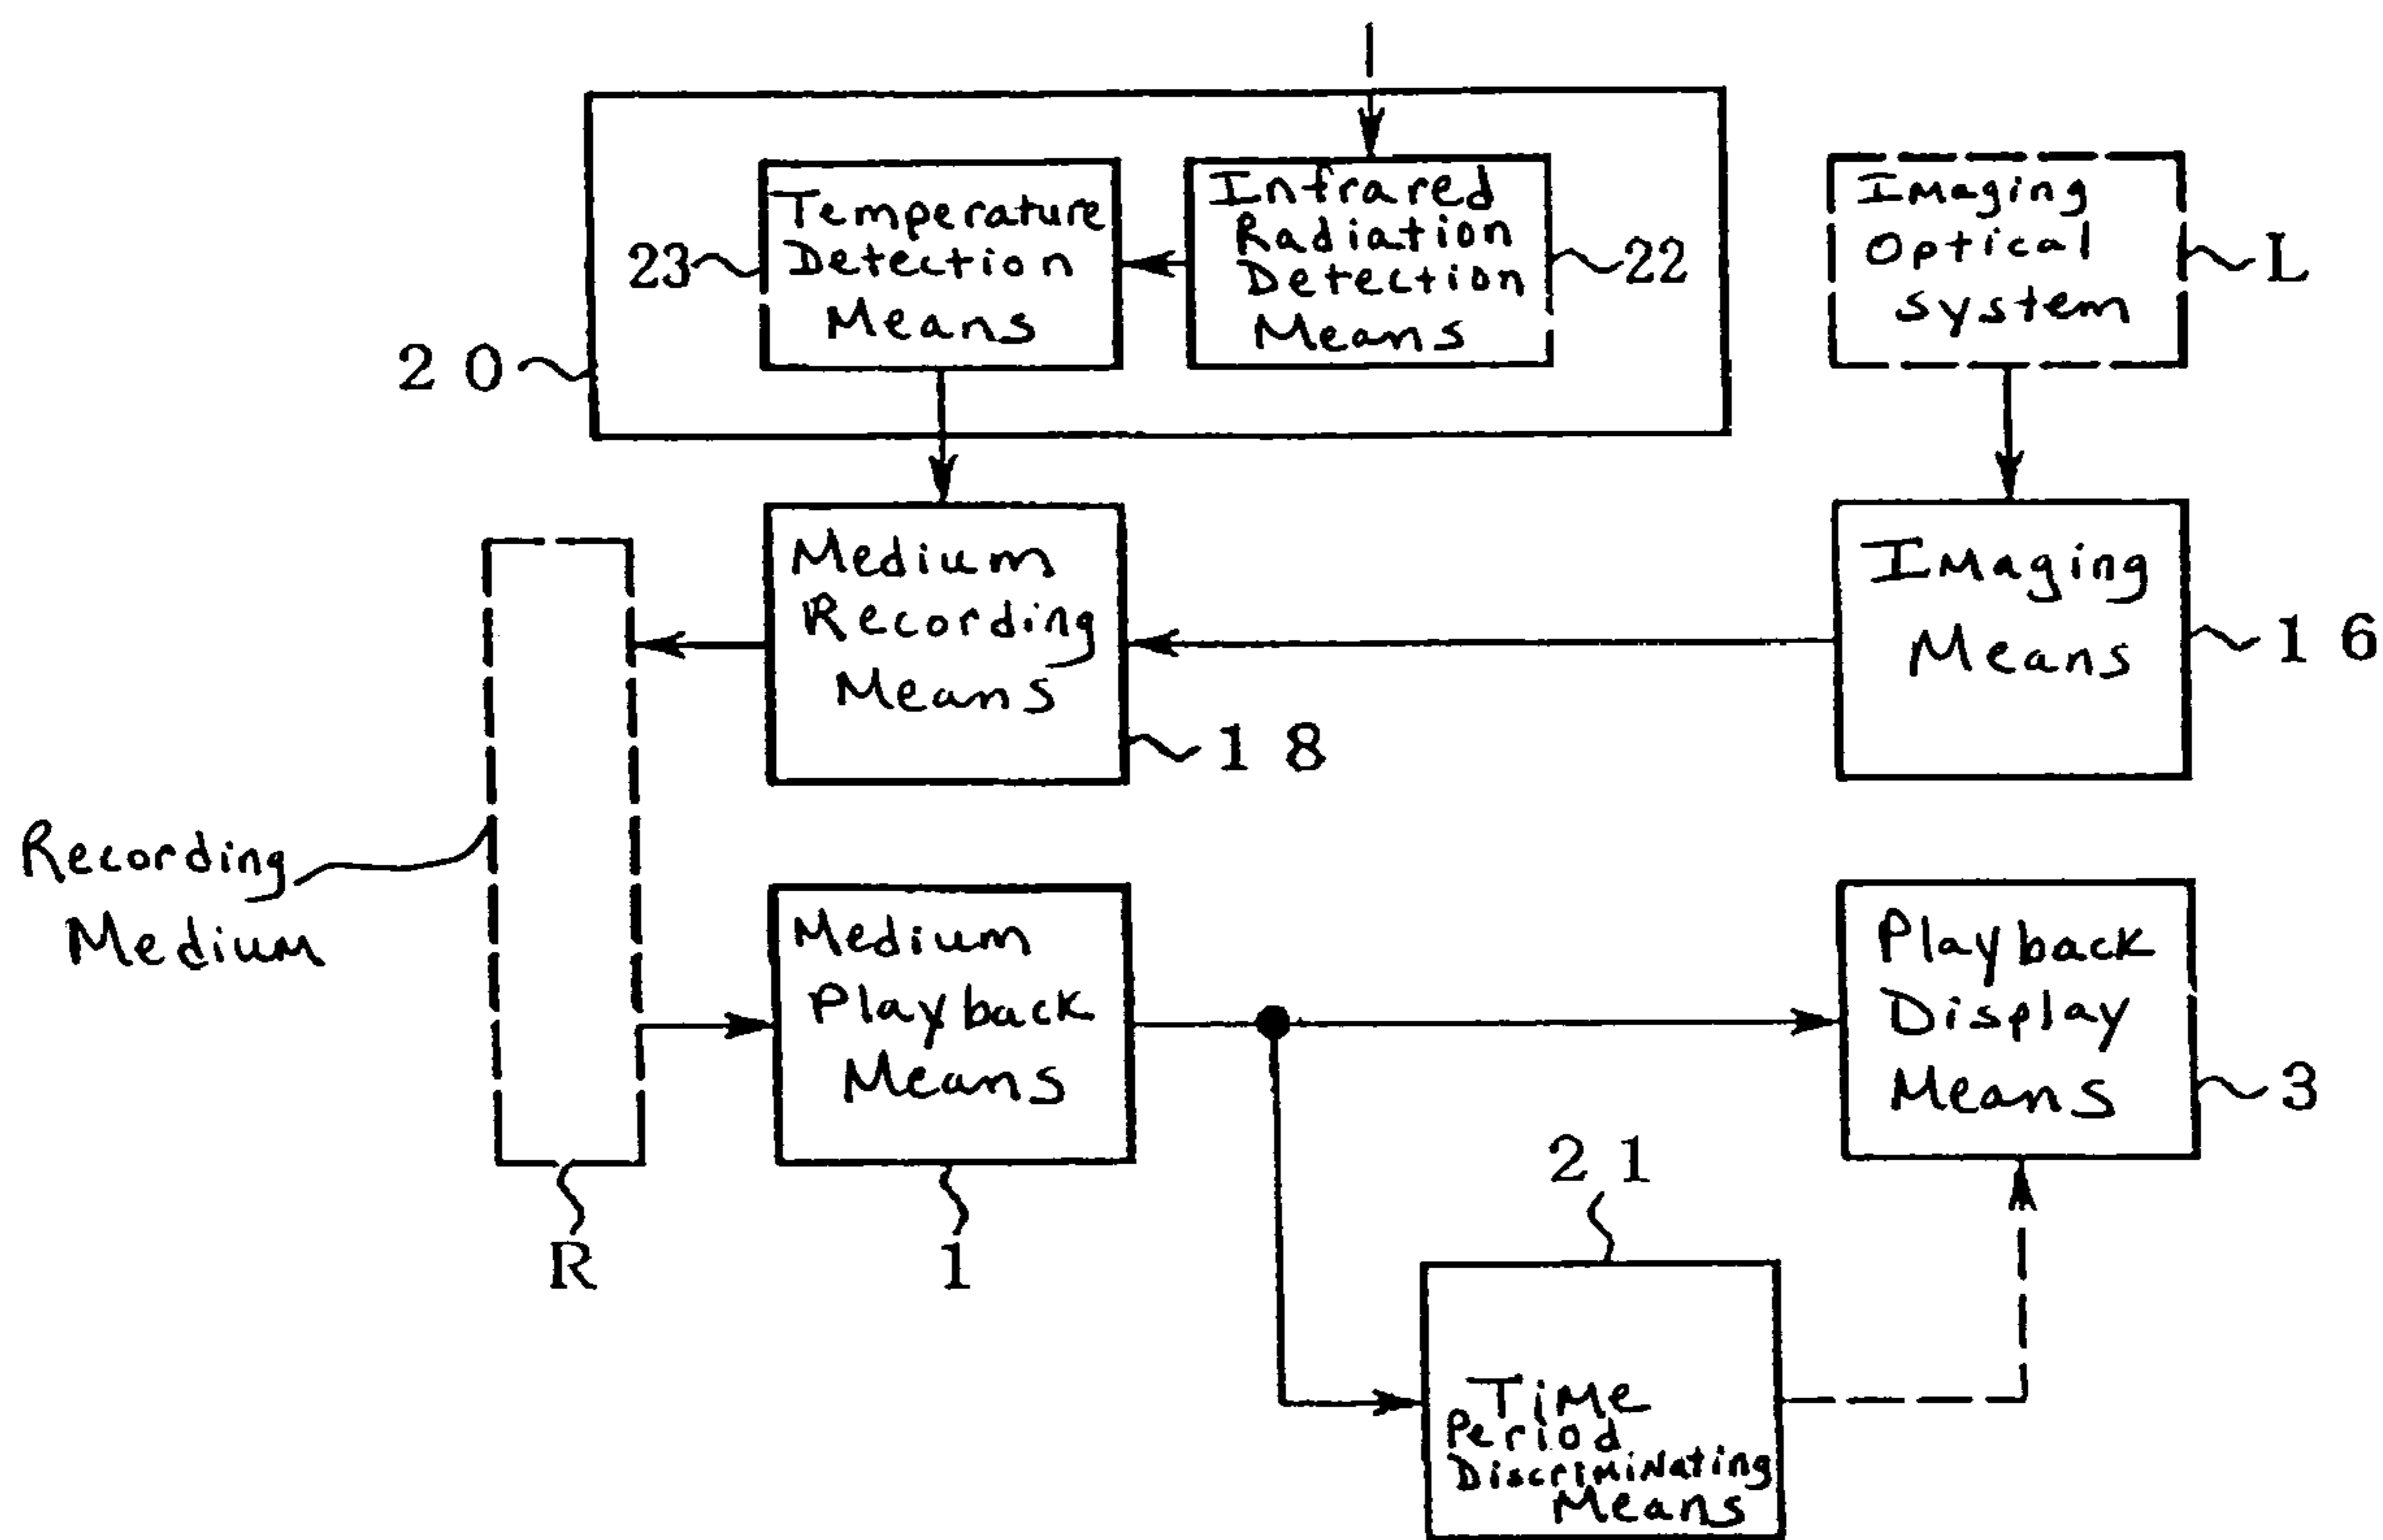 Temperature
Detection
Means
23
Infrared
Radiation
Detection
Means
22
20
Imaging
Optical
system
L
Medium
Recording
Means
18
Imaging
Means
16
Recording
Medium
R
Medium
Playback
Means
1
Playback
Display
Means
3
21
Time
Period
Discriminating
Means